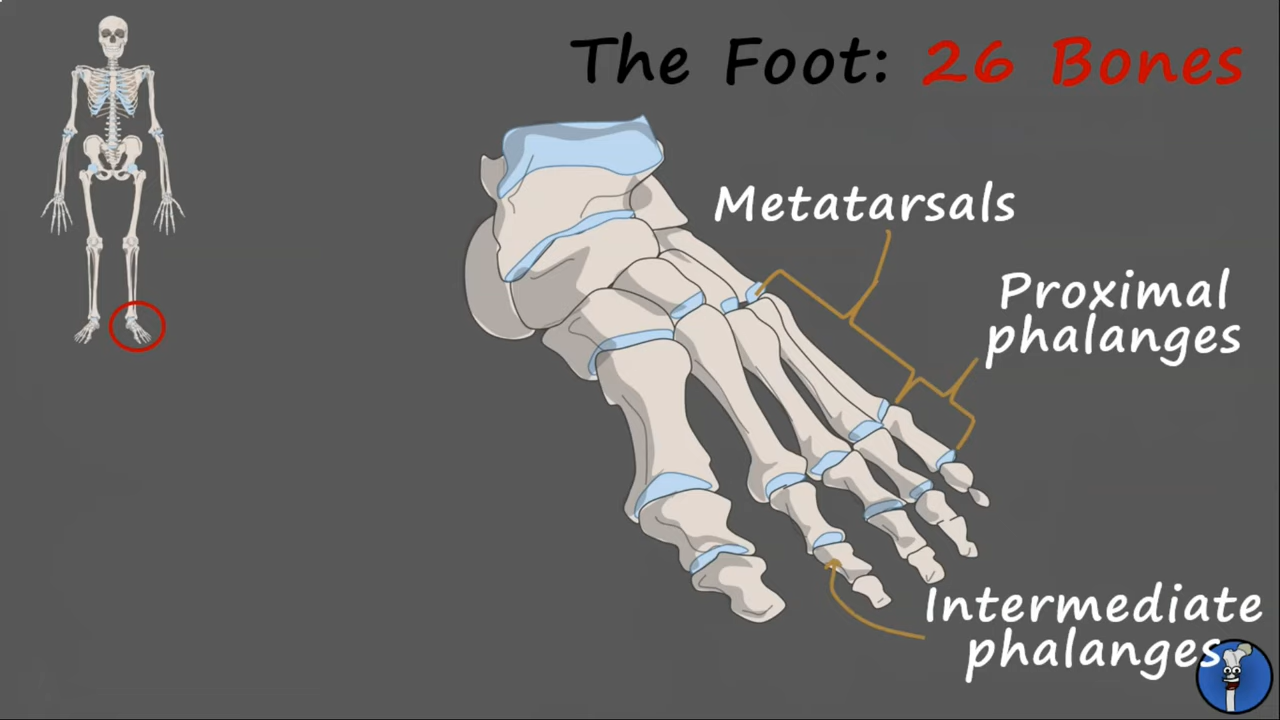 The Foot: 26 Bones
Metatarsals
Proximal
phalanges
Intermediate
phalanges